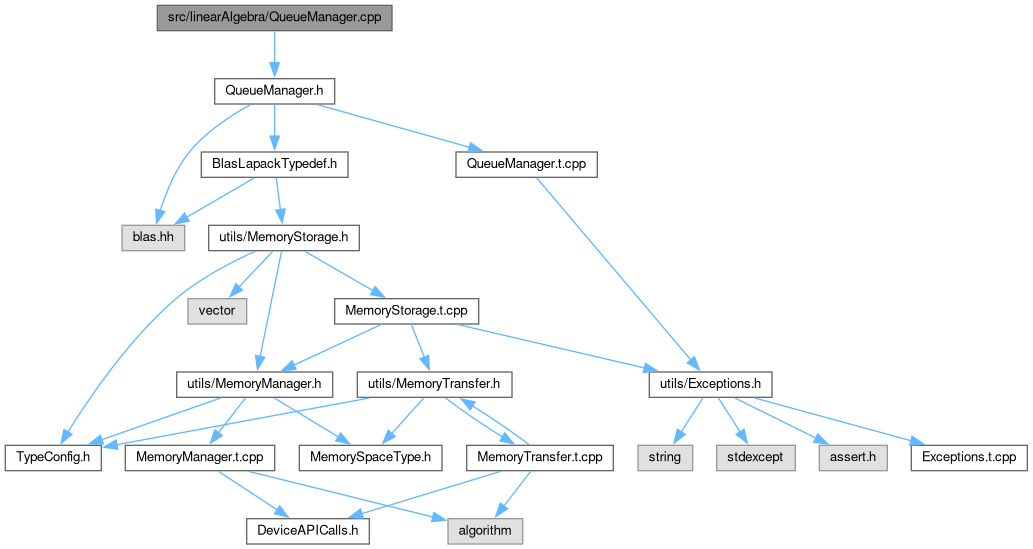 src/linearAlgebra/QueueManager.cpp
QueueManager.h
BlasLapackTypedef.h
QueueManager.t.cpp
blas.hh
utils/MemoryStorage.h
vector
MemoryStorage.t.cpp
utils/MemoryManager.h
utils/MemoryTransfer.h
utils/Exceptions.h
TypeConfig.h
MemoryManager.t.cpp
MemorySpaceType.h
MemoryTransfer.t.cpp
string
stdexcept
assert.h
Exceptions.t.cpp
DeviceAPICalls.h
algorithm